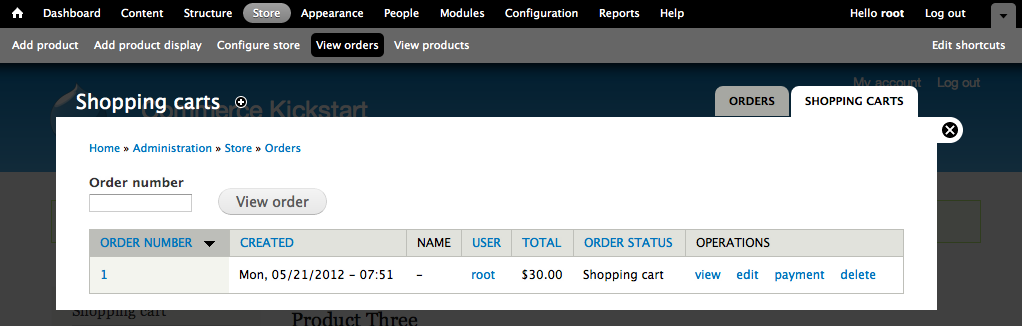 Dashboard Content Structure Store Appearance People Modules Configuration Reports Help Hello root Log out
Add product Add product display Configure store View orders View products Edit shortcuts
My account Log out
Shopping carts
Commerce Kickstart
ORDERS SHOPPING CARTS
Home » Administration » Store » Orders
Order number
View order
ORDER NUMBER CREATED NAME USER TOTAL ORDER STATUS OPERATIONS
1 Mon, 05/21/2012 - 07:51 – root $30.00 Shopping cart view edit payment delete
Shopping cart
Product Three